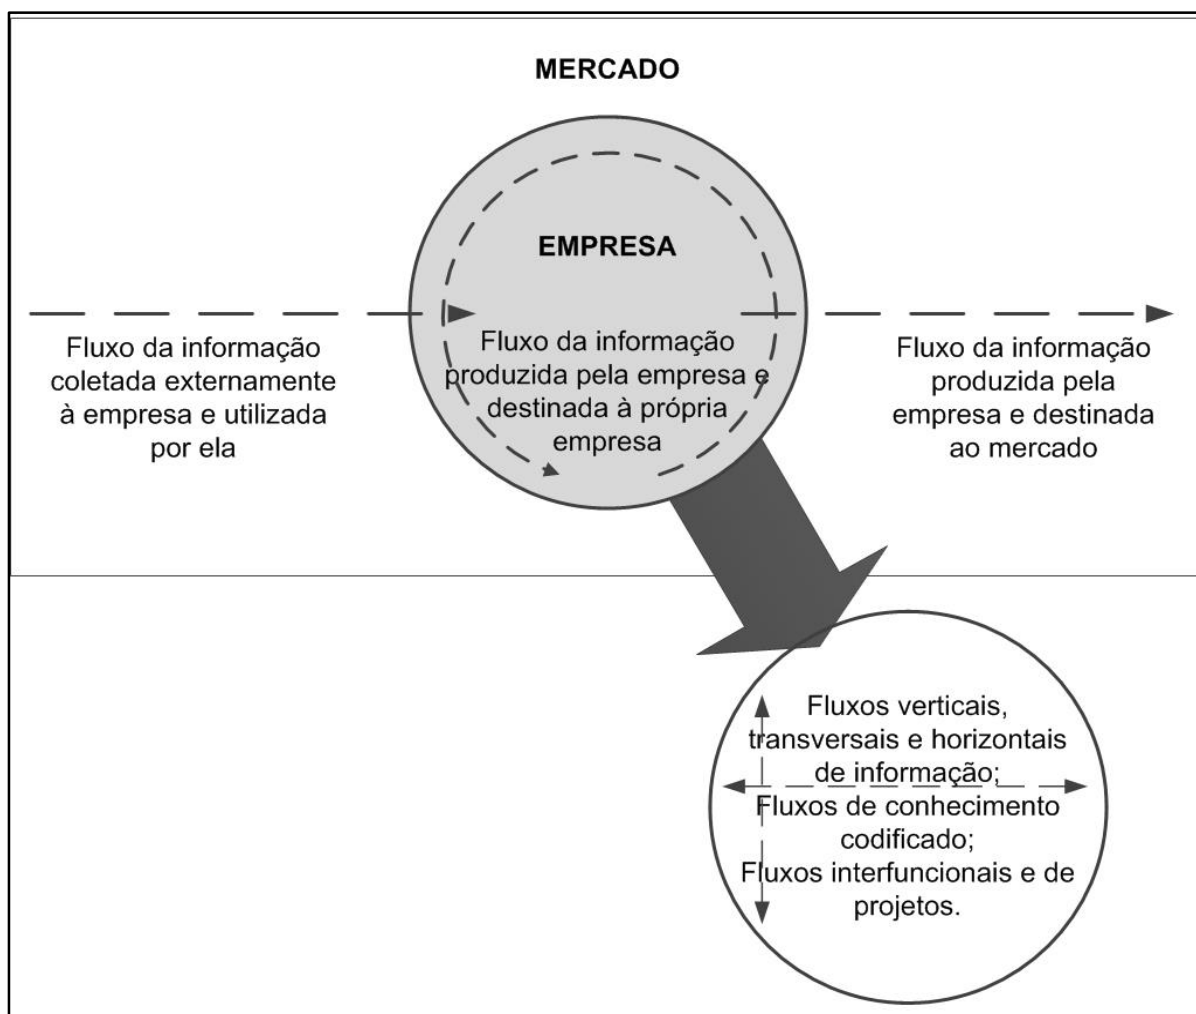 MERCADO
EMPRESA
Fluxo da informação
coletada externamente
à empresa e utilizada
por ela
Fluxo da informação
produzida pela empresa e
destinada à própria
empresa
Fluxo da informação
produzida pela
empresa e destinada
ao mercado
Fluxos verticais,
transversais e horizontais
de informação;
Fluxos de conhecimento
codificado;
Fluxos interfuncionais e de
projetos.